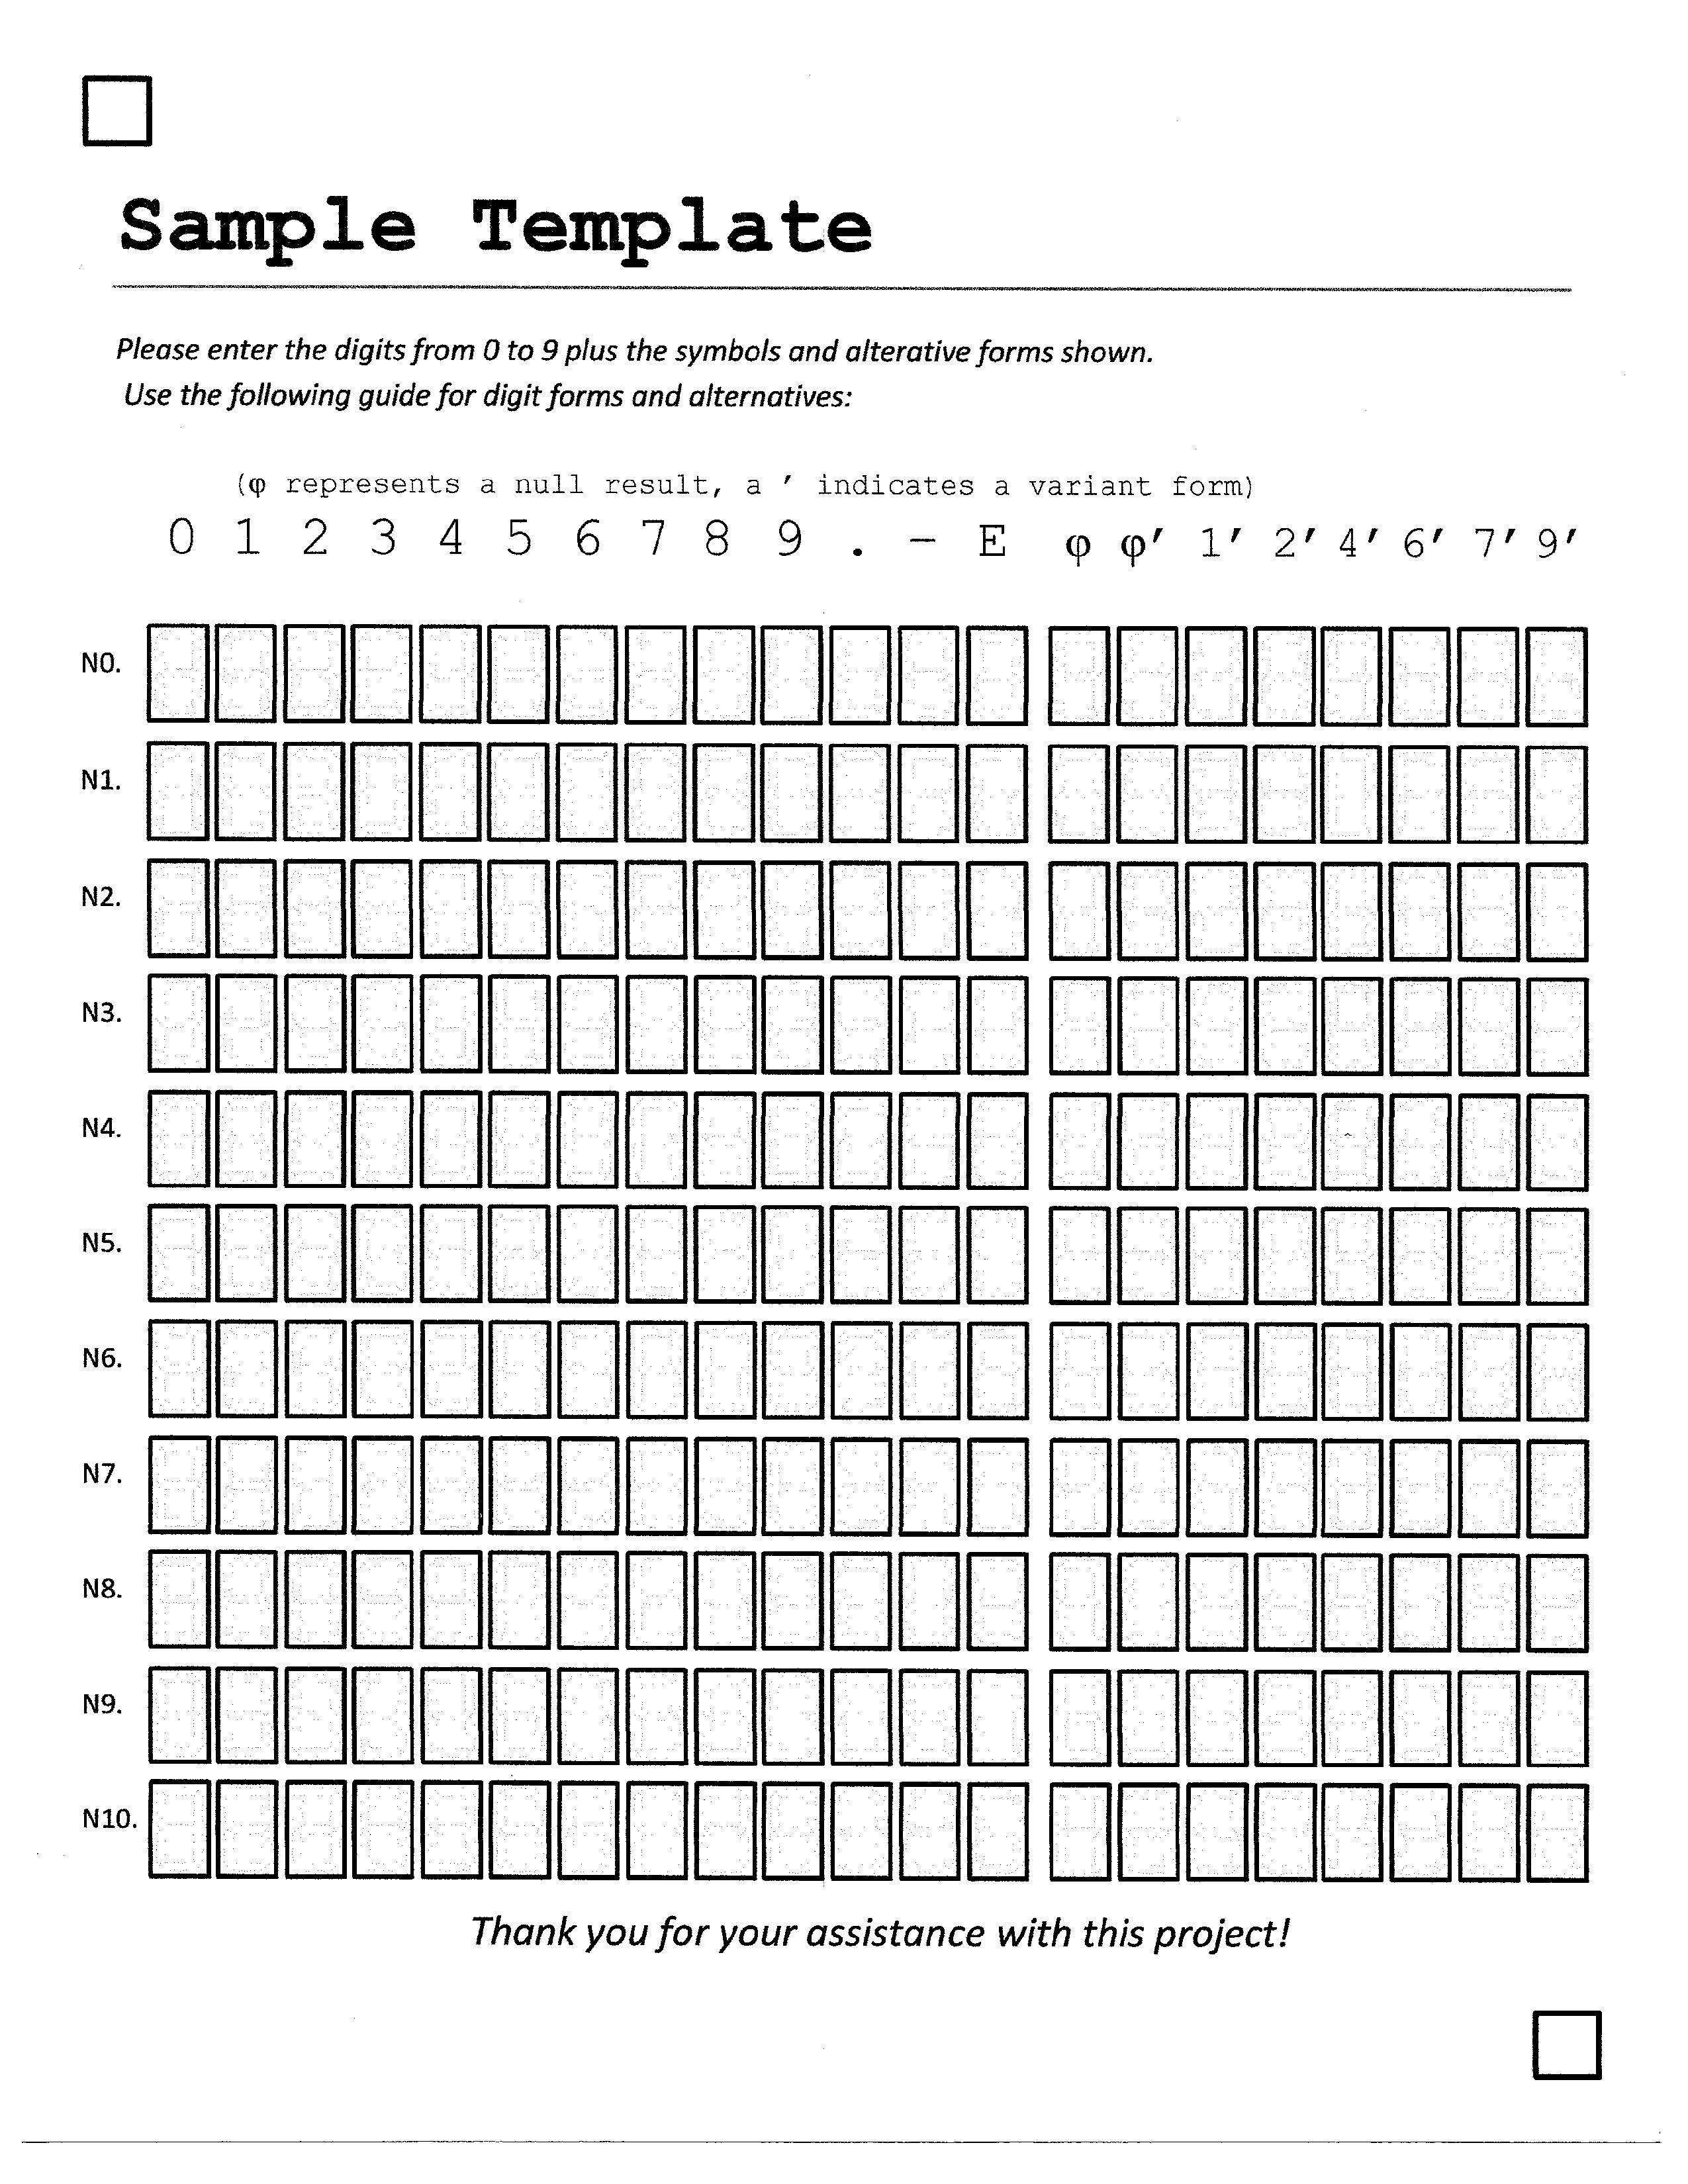 Sample Template
Please enter the digits from 0 to 9 plus the symbols and alterative forms shown.
Use the following guide for digit forms and alternatives:
(φ represents a null result, a ′ indicates a variant form)
0 1 2 3 4 5 6 7 8 9 . - E φ φ′ 1′ 2′ 4′ 6′ 7′ 9′
N0.
N1.
N2.
N3.
N4.
N5.
N6.
N7.
N8.
N9.
N10.
Thank you for your assistance with this project!